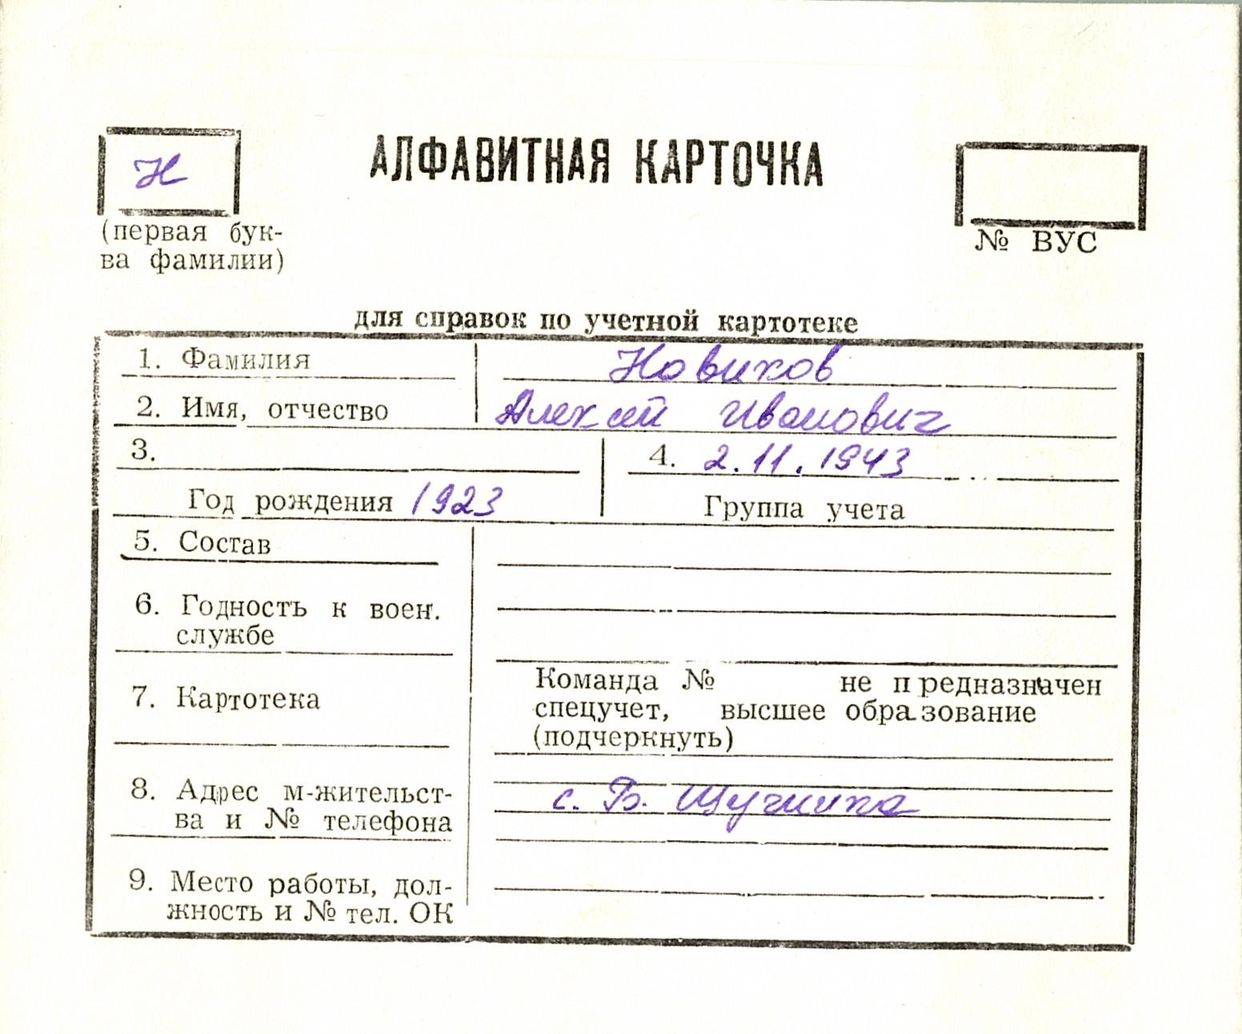 Н
АЛФАВИТНАЯ КАРТОЧКА
(первая бук-
ва фамилии)
№ ВУС
для справок по учетной картотеке
1. Фамилия Новиков
2. Имя, отчество Алексей Иванович
3. 4. 2.11.1943
Год рождения 1923 Группа учета
5. Состав
6. Годность к воен.
службе
Команда № не предназначен
7. Картотека спецучет, высшее образование
(подчеркнуть)
8. Адрес м-жительст- с. Б. Щучинка
ва и № телефона
9. Место работы, дол-
жность и № тел. ОК